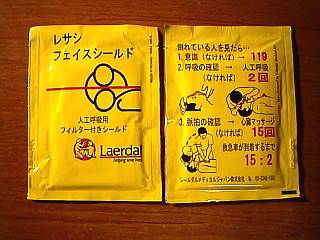 レサシ
フェイスシールド
人工呼吸用
フィルター付きシールド
Laerdal
helping save lives
倒れている人を見たら…
1. 意識（なければ）→ 119
2. 呼吸の確認 → 人工呼吸
（なければ） 2回
3. 脈拍の確認 → 心臓マッサージ
（なければ） 15回
救急車が到着するまで
15：2
レールダルメディカルジャパン株式会社